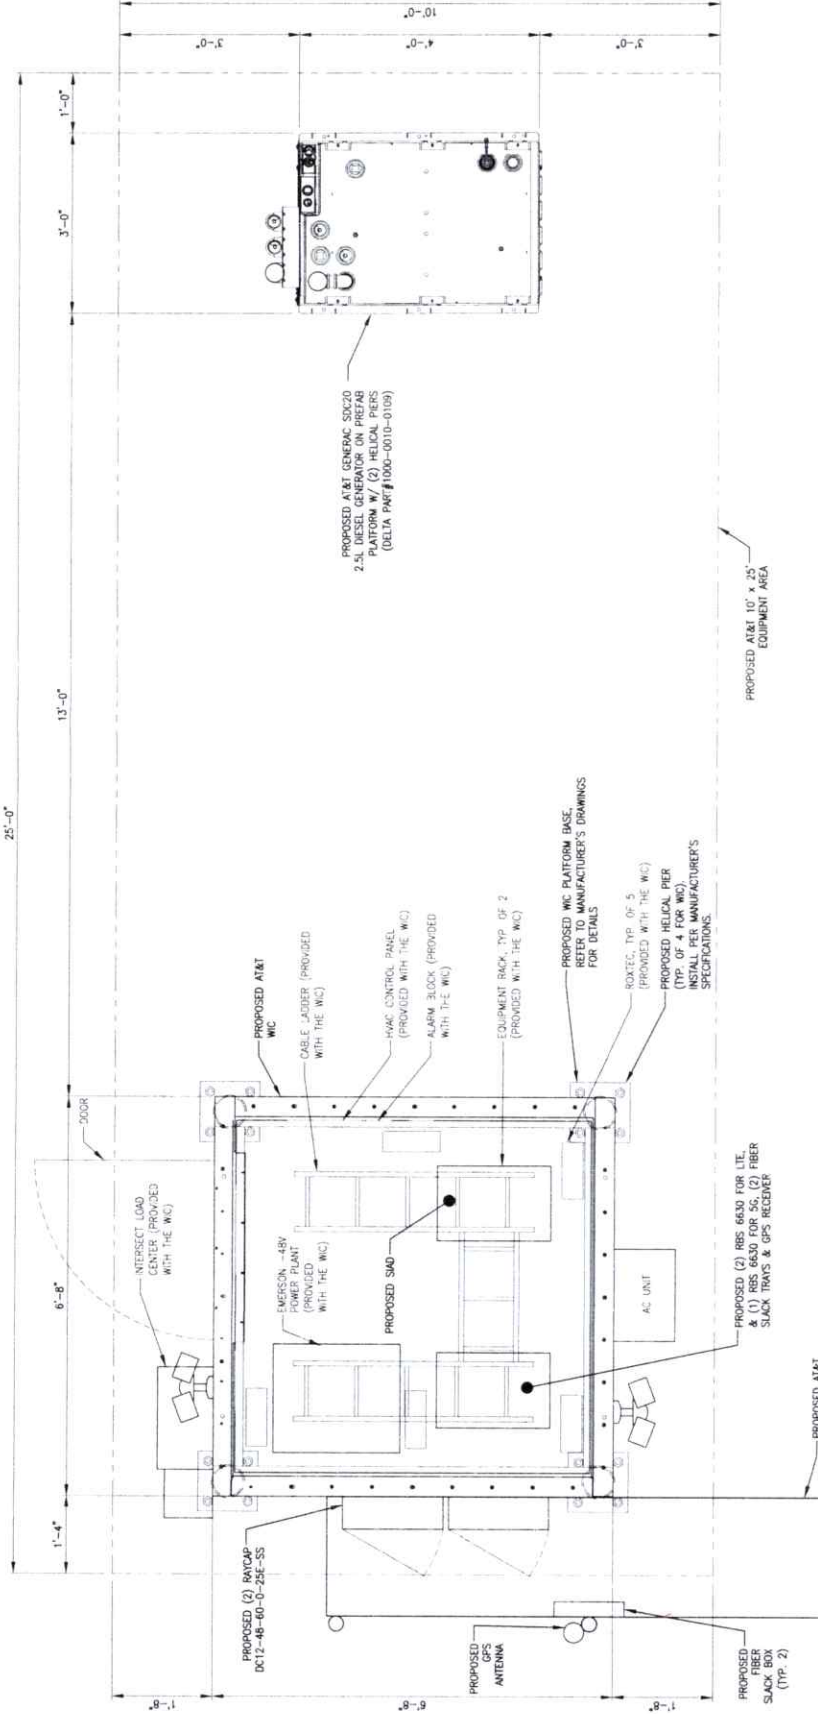 25'-0"
1'-4"
6'-8"
13'-0"
3'-0"
1'-0"
10'-0"
3'-0"
4'-0"
3'-0"
1'-8"
6'-8"
1'-8"
DOOR
INTERSECT LOAD
CENTER (PROVIDED
WITH THE WIC)
EMERSON -48V
POWER PLANT
(PROVIDED
WITH THE WIC)
PROPOSED SIAD
PROPOSED AT&T
WIC
CABLE LADDER (PROVIDED
WITH THE WIC)
HVAC CONTROL PANEL
(PROVIDED WITH THE WIC)
ALARM BLOCK (PROVIDED
WITH THE WIC)
EQUIPMENT RACK, TYP OF 2
(PROVIDED WITH THE WIC)
PROPOSED WIC PLATFORM BASE,
REFER TO MANUFACTURER'S DRAWINGS
FOR DETAILS
ROXTEC, TYP OF 5
(PROVIDED WITH THE WIC)
PROPOSED HELICAL PIER
(TYP. OF 4 FOR WIC).
INSTALL PER MANUFACTURER'S
SPECIFICATIONS.
PROPOSED AT&T GENERAC SDC20
2.5L DIESEL GENERATOR ON PREFAB
PLATFORM W/ (2) HELICAL PIERS
(DELTA PART#1000-0010-0109)
PROPOSED AT&T 10' x 25'
EQUIPMENT AREA
PROPOSED (2) RAYCAP
DC12-48-60-0-25E-SS
PROPOSED
GPS
ANTENNA
PROPOSED
FIBER
SLACK BOX
(TYP. 2)
AC UNIT
PROPOSED (2) RBS 6630 FOR LTE,
& (1) RBS 6630 FOR 5G, (2) FIBER
SLACK TRAYS & GPS RECEIVER
PROPOSED AT&T